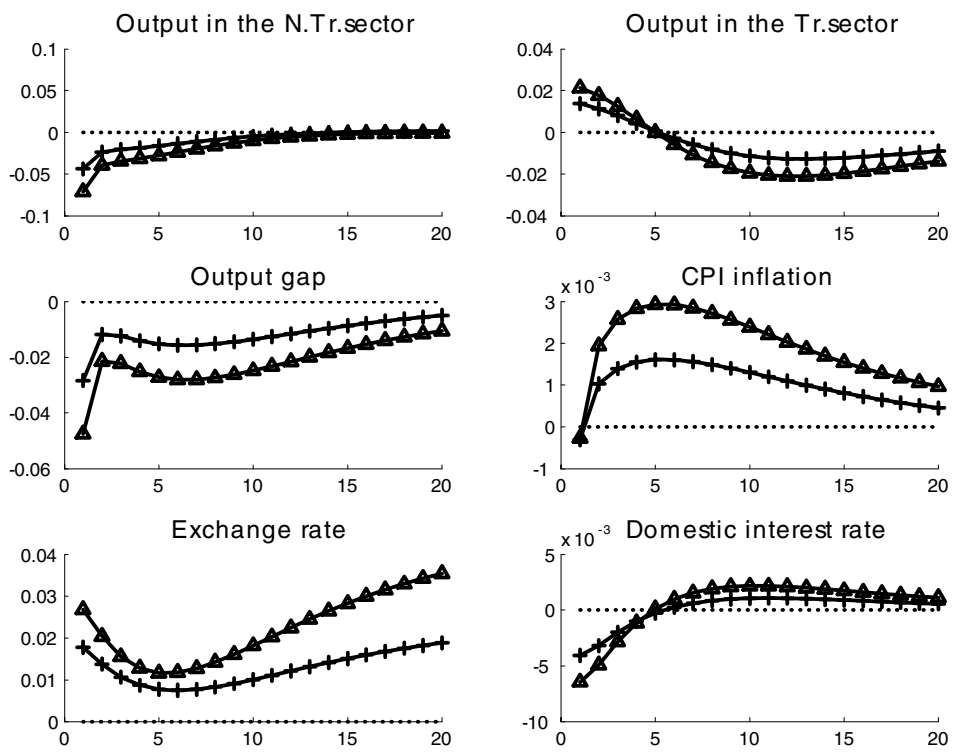 Output in the N.Tr.sector
0.1
0.05
0
-0.05
-0.1
0 5 10 15 20
Output in the Tr.sector
0.04
0.02
0
-0.02
-0.04
0 5 10 15 20
Output gap
0
-0.02
-0.04
-0.06
0 5 10 15 20
CPI inflation
x 10 -3
3
2
1
0
-1
0 5 10 15 20
Exchange rate
0.04
0.03
0.02
0.01
0
0 5 10 15 20
Domestic interest rate
x 10 -3
5
0
-5
-10
0 5 10 15 20